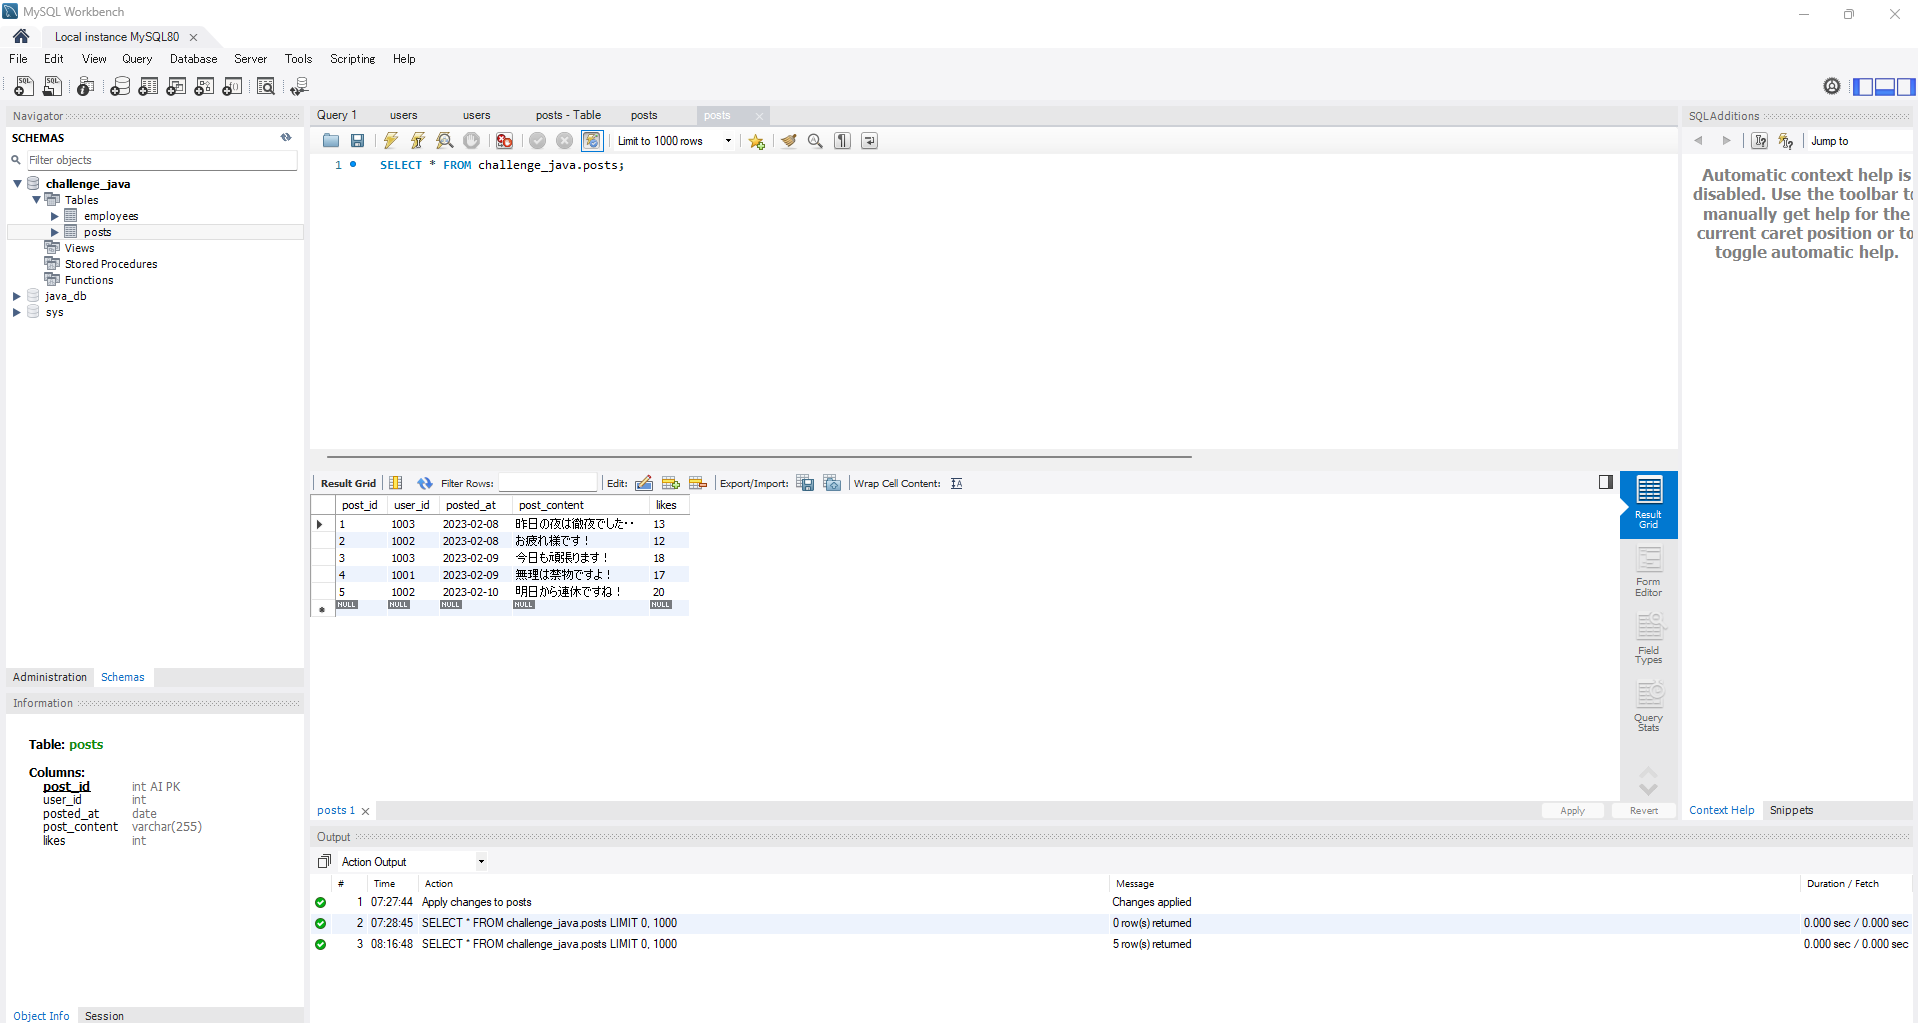 MySQL Workbench
Local instance MySQL80
File Edit View Query Database Server Tools Scripting Help
Navigator
SCHEMAS
Filter objects
challenge_java
Tables
employees
posts
Views
Stored Procedures
Functions
java_db
sys
Administration Schemas
Information
Table: posts
Columns:
post_id int AI PK
user_id int
posted_at date
post_content varchar(255)
likes int
Object Info Session
Query 1 users users posts - Table posts posts
Limit to 1000 rows
1 SELECT * FROM challenge_java.posts;
Result Grid Filter Rows: Edit: Export/Import: Wrap Cell Content:
post_id user_id posted_at post_content likes
1 1003 2023-02-08 昨日の夜は徹夜でした・・ 13
2 1002 2023-02-08 お疲れ様です！ 12
3 1003 2023-02-09 今日も頑張ります！ 18
4 1001 2023-02-09 無理は禁物ですよ！ 17
5 1002 2023-02-10 明日から連休ですね！ 20
NULL NULL NULL NULL NULL
Result
Grid
Form
Editor
Field
Types
Query
Stats
posts 1 Apply Revert
Output
Action Output
# Time Action Message Duration / Fetch
1 07:27:44 Apply changes to posts Changes applied
2 07:28:45 SELECT * FROM challenge_java.posts LIMIT 0, 1000 0 row(s) returned 0.000 sec / 0.000 sec
3 08:16:48 SELECT * FROM challenge_java.posts LIMIT 0, 1000 5 row(s) returned 0.000 sec / 0.000 sec
SQLAdditions
Jump to
Automatic context help is
disabled. Use the toolbar to
manually get help for the
current caret position or to
toggle automatic help.
Context Help Snippets